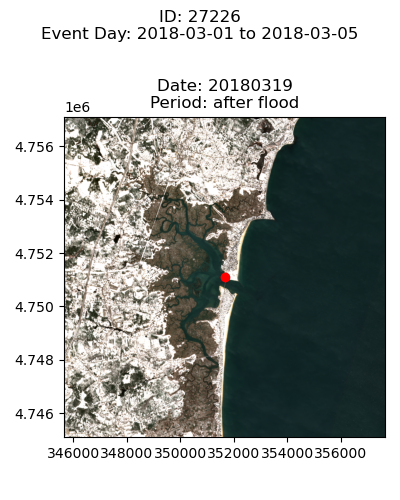 ID: 27226
Event Day: 2018-03-01 to 2018-03-05
Date: 20180319
Period: after flood
1e6
4.756
4.754
4.752
4.750
4.748
4.746
346000 348000 350000 352000 354000 356000